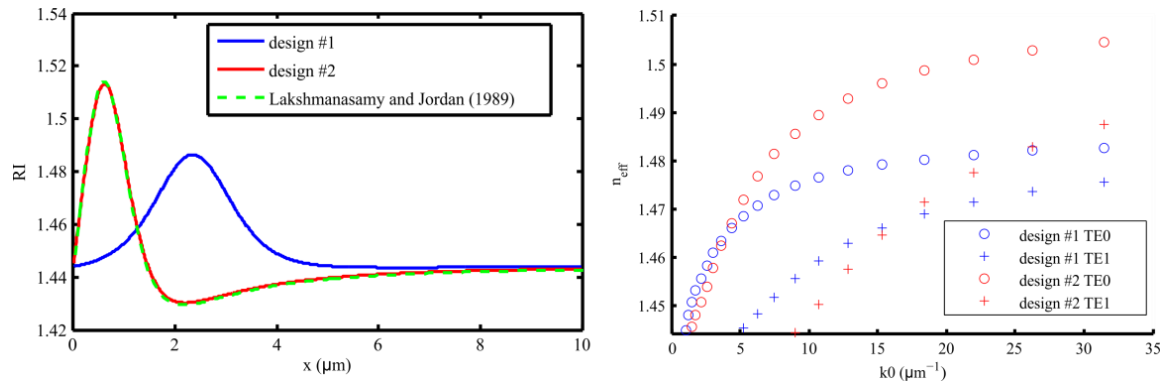 1.54
1.52
1.5
1.48
1.46
1.44
1.42
RI
0
2
4
6
8
10
x (μm)
design #1
design #2
Lakshmanasamy and Jordan (1989)
1.51
1.5
1.49
1.48
1.47
1.46
1.45
neff
0
5
10
15
20
25
30
35
k0 (μm⁻¹)
design #1 TE0
design #1 TE1
design #2 TE0
design #2 TE1